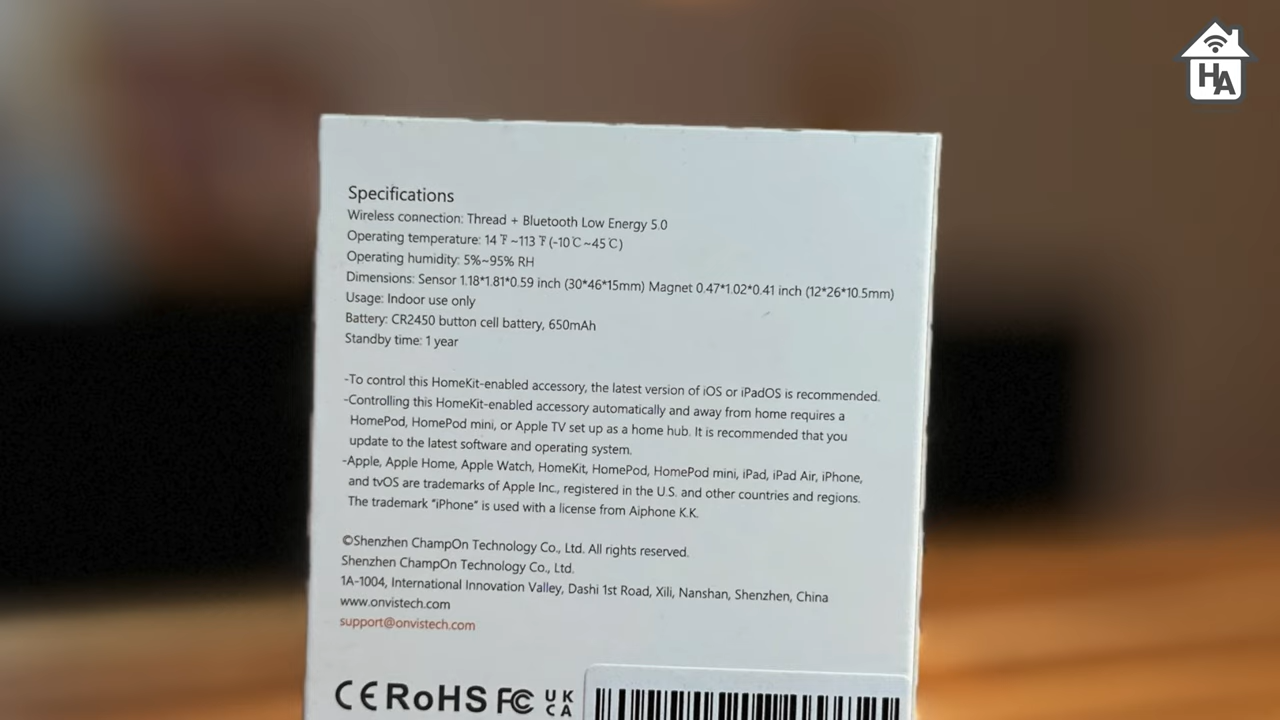 HA
Specifications
Wireless connection: Thread + Bluetooth Low Energy 5.0
Operating temperature: 14℉~113℉(-10℃~45℃)
Operating humidity: 5%~95% RH
Dimensions: Sensor 1.18*1.81*0.59 inch (30*46*15mm) Magnet 0.47*1.02*0.41 inch (12*26*10.5mm)
Usage: Indoor use only
Battery: CR2450 button cell battery, 650mAh
Standby time: 1 year
-To control this HomeKit-enabled accessory, the latest version of iOS or iPadOS is recommended.
-Controlling this HomeKit-enabled accessory automatically and away from home requires a
HomePod, HomePod mini, or Apple TV set up as a home hub. It is recommended that you
update to the latest software and operating system.
-Apple, Apple Home, Apple Watch, HomeKit, HomePod, HomePod mini, iPad, iPad Air, iPhone,
and tvOS are trademarks of Apple Inc., registered in the U.S. and other countries and regions.
The trademark "iPhone" is used with a license from Aiphone K.K.
©Shenzhen ChampOn Technology Co., Ltd. All rights reserved.
Shenzhen ChampOn Technology Co., Ltd.
1A-1004, International Innovation Valley, Dashi 1st Road, Xili, Nanshan, Shenzhen, China
www.onvistech.com
support@onvistech.com
CE RoHS FC UK CA